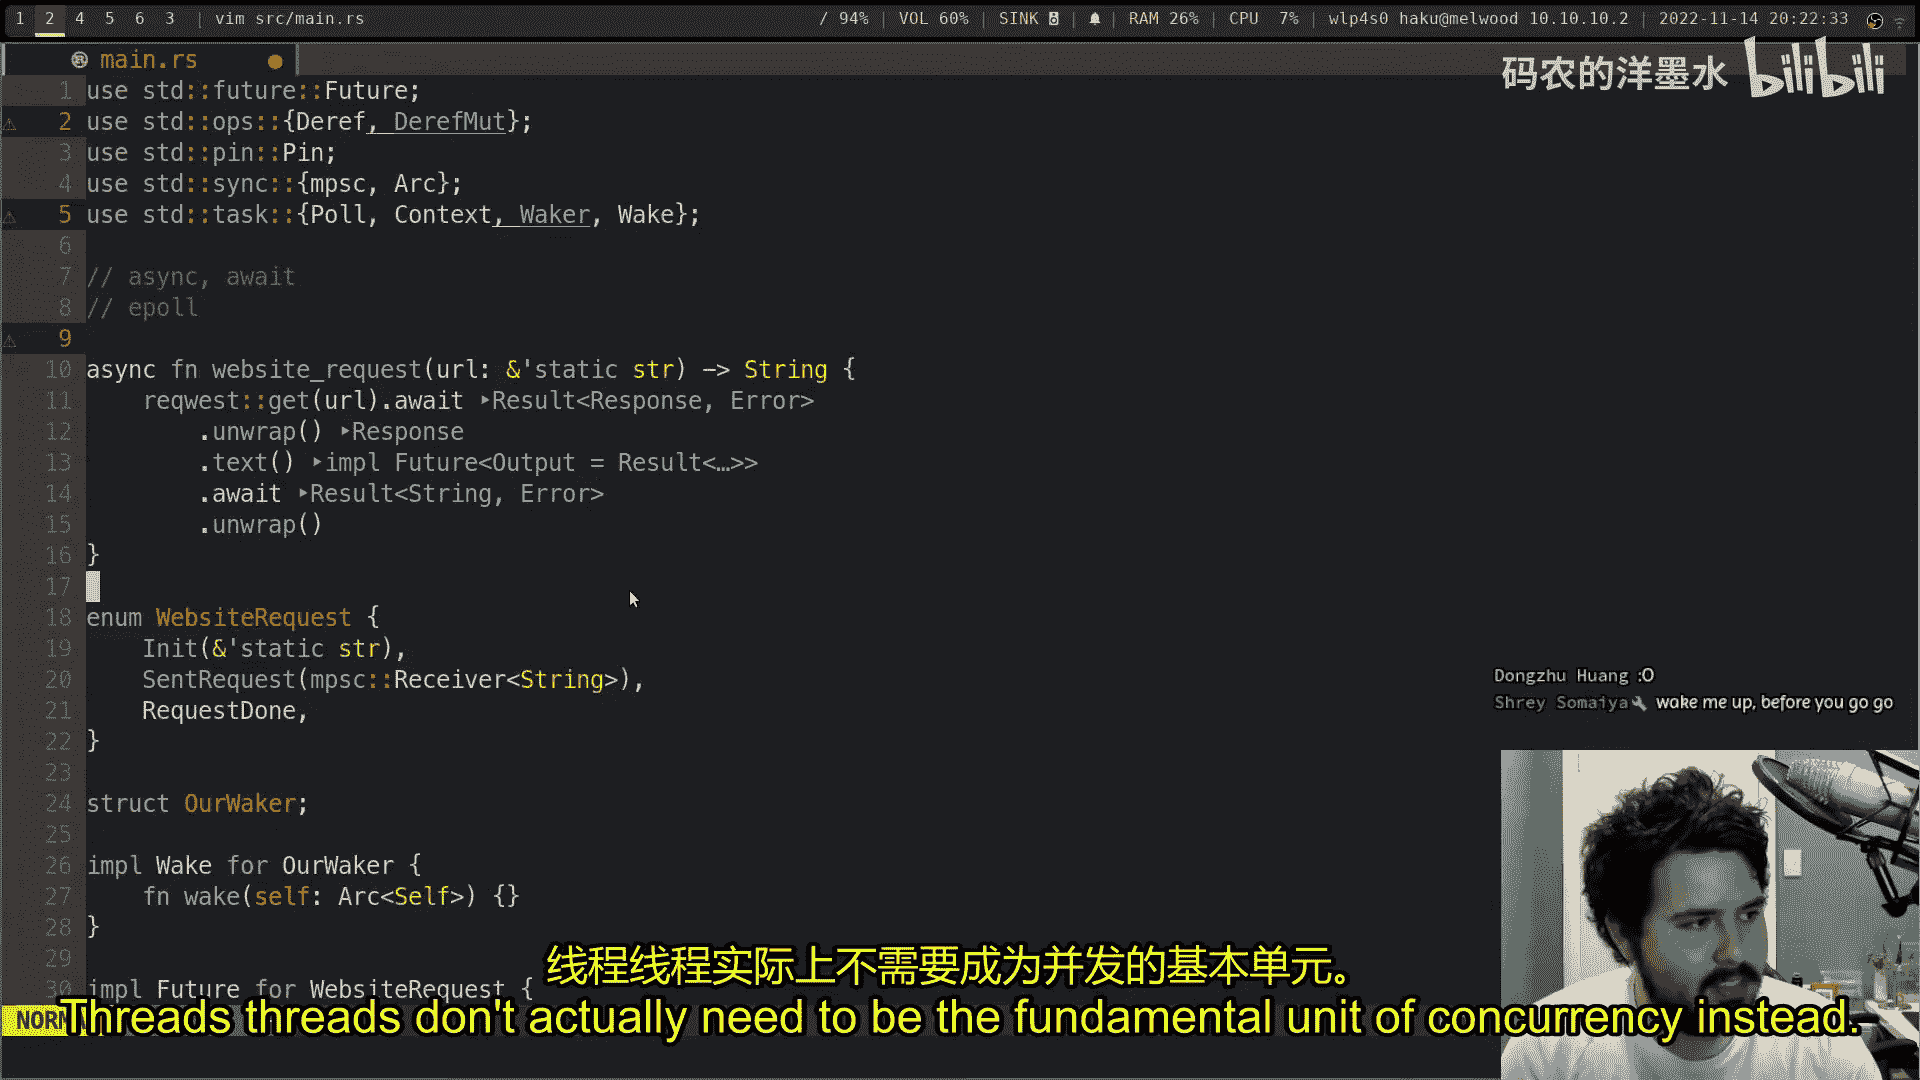 1 2 4 5 6 3 | vim src/main.rs
/ 94% | VOL 60% | SINK | | RAM 26% | CPU 7% | wlp4s0 haku@melwood 10.10.10.2 | 2022-11-14 20:22:33
main.rs
码农的洋墨水 bilibili
1 use std::future::Future;
2 use std::ops::{Deref, DerefMut};
3 use std::pin::Pin;
4 use std::sync::{mpsc, Arc};
5 use std::task::{Poll, Context, Waker, Wake};
6
7 // async, await
8 // epoll
9
10 async fn website_request(url: &'static str) -> String {
11     reqwest::get(url).await ‣Result<Response, Error>
12         .unwrap() ‣Response
13         .text() ‣impl Future<Output = Result<…>>
14         .await ‣Result<String, Error>
15         .unwrap()
16 }
17
18 enum WebsiteRequest {
19     Init(&'static str),
20     SentRequest(mpsc::Receiver<String>),
21     RequestDone,
22 }
23
24 struct OurWaker;
25
26 impl Wake for OurWaker {
27     fn wake(self: Arc<Self>) {}
28 }
29
30 impl Future for WebsiteRequest {
Dongzhu Huang :O
Shrey Somaiya wake me up, before you go go
线程线程实际上不需要成为并发的基本单元。
NORM
Threads threads don't actually need to be the fundamental unit of concurrency instead.